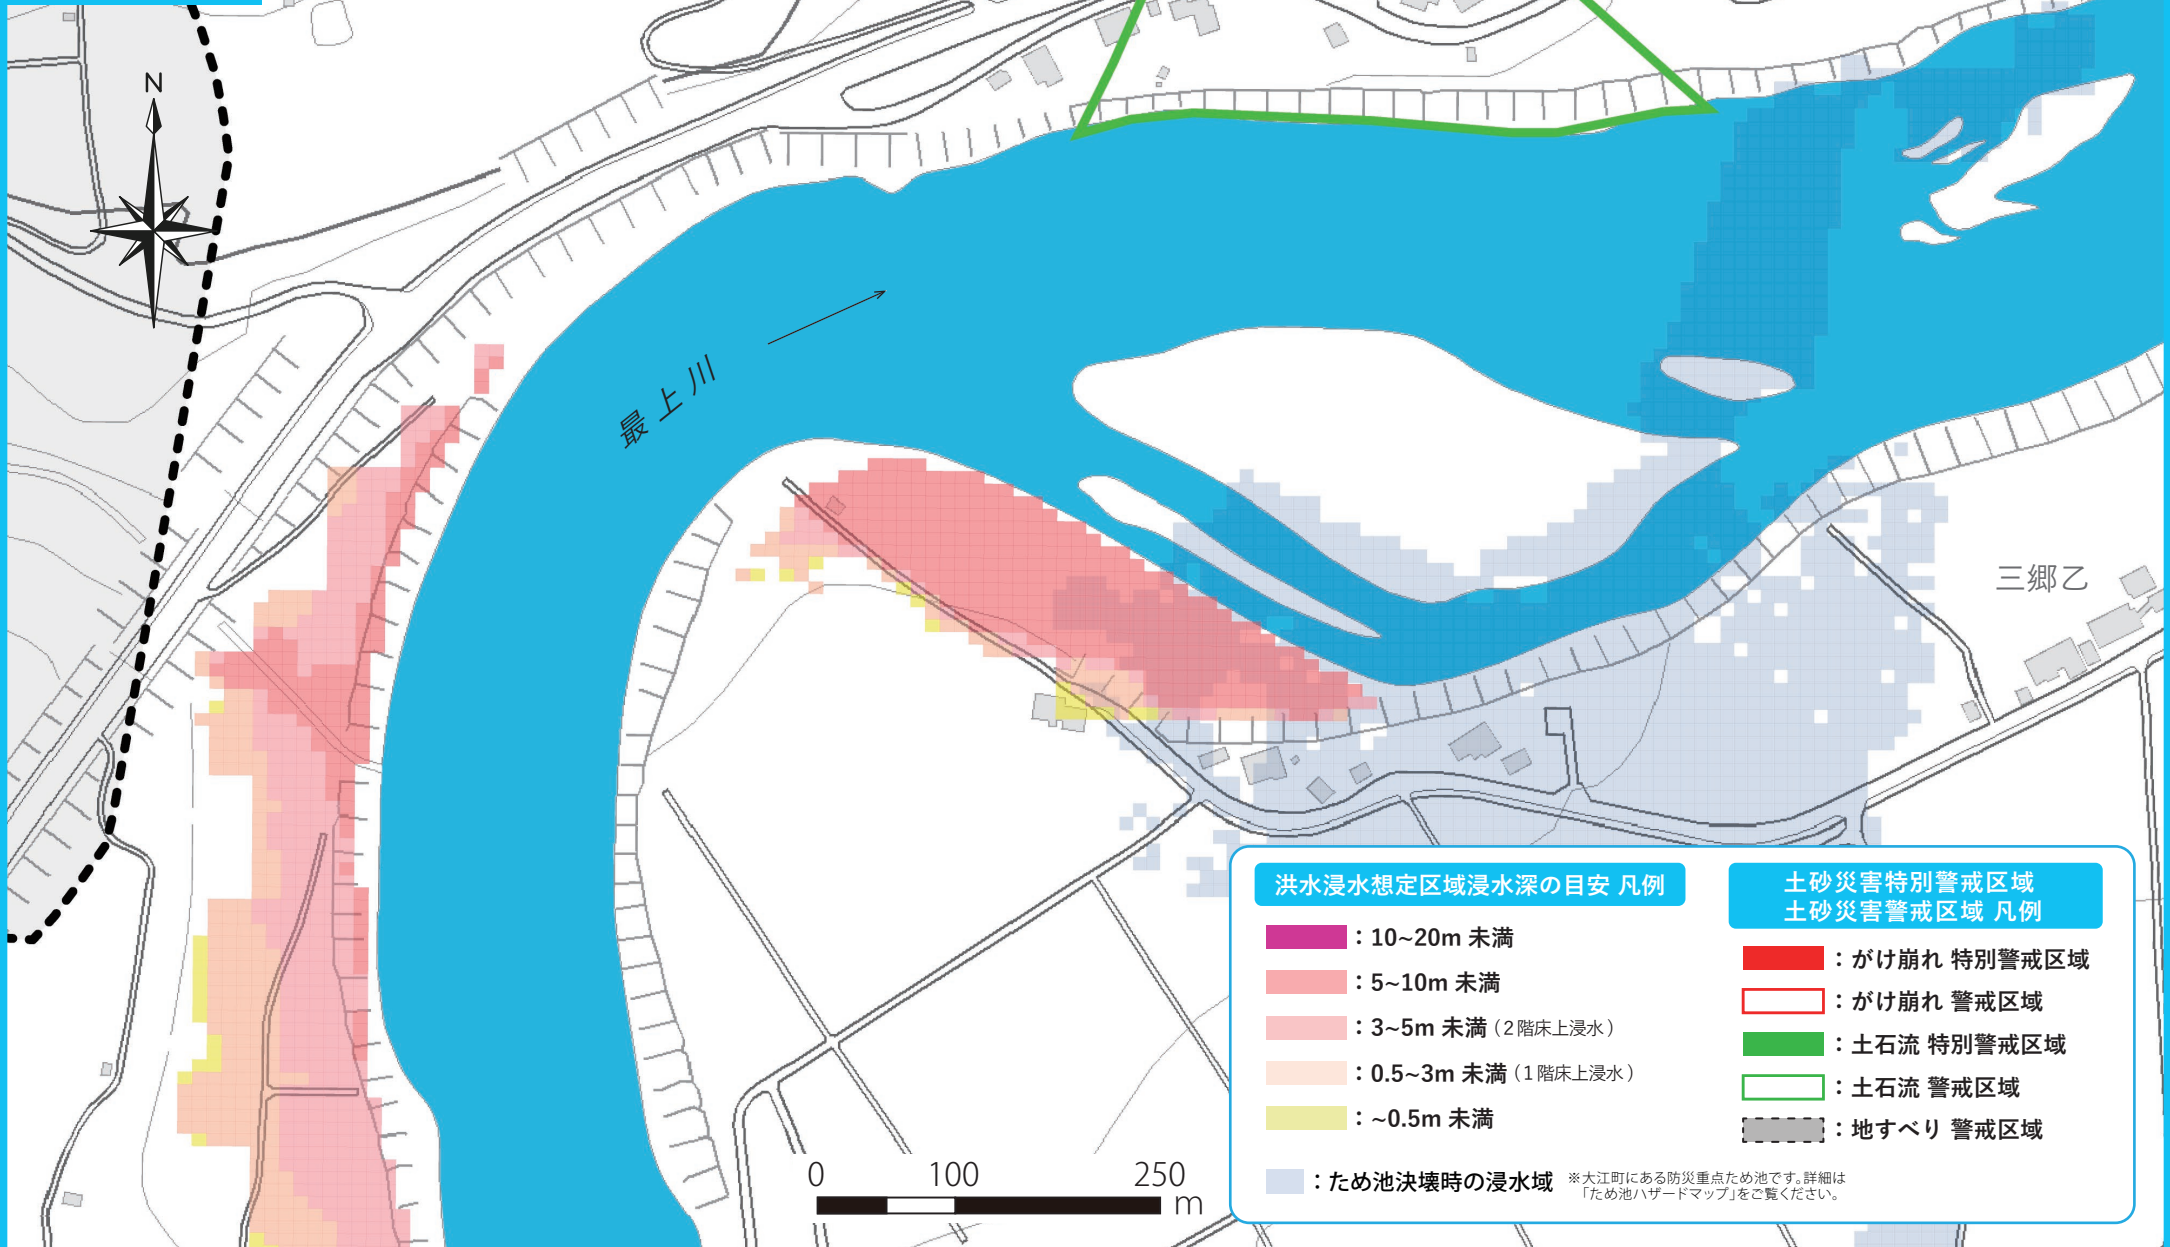 N
最上川
三郷乙
洪水浸水想定区域浸水深の目安 凡例
：10~20m 未満
：5~10m 未満
：3~5m 未満（2階床上浸水）
：0.5~3m 未満（1階床上浸水）
：~0.5m 未満
：ため池決壊時の浸水域 ※大江町にある防災重点ため池です。詳細は
「ため池ハザードマップ」をご覧ください。
土砂災害特別警戒区域
土砂災害警戒区域 凡例
：がけ崩れ 特別警戒区域
：がけ崩れ 警戒区域
：土石流 特別警戒区域
：土石流 警戒区域
：地すべり 警戒区域
0 100 250
m